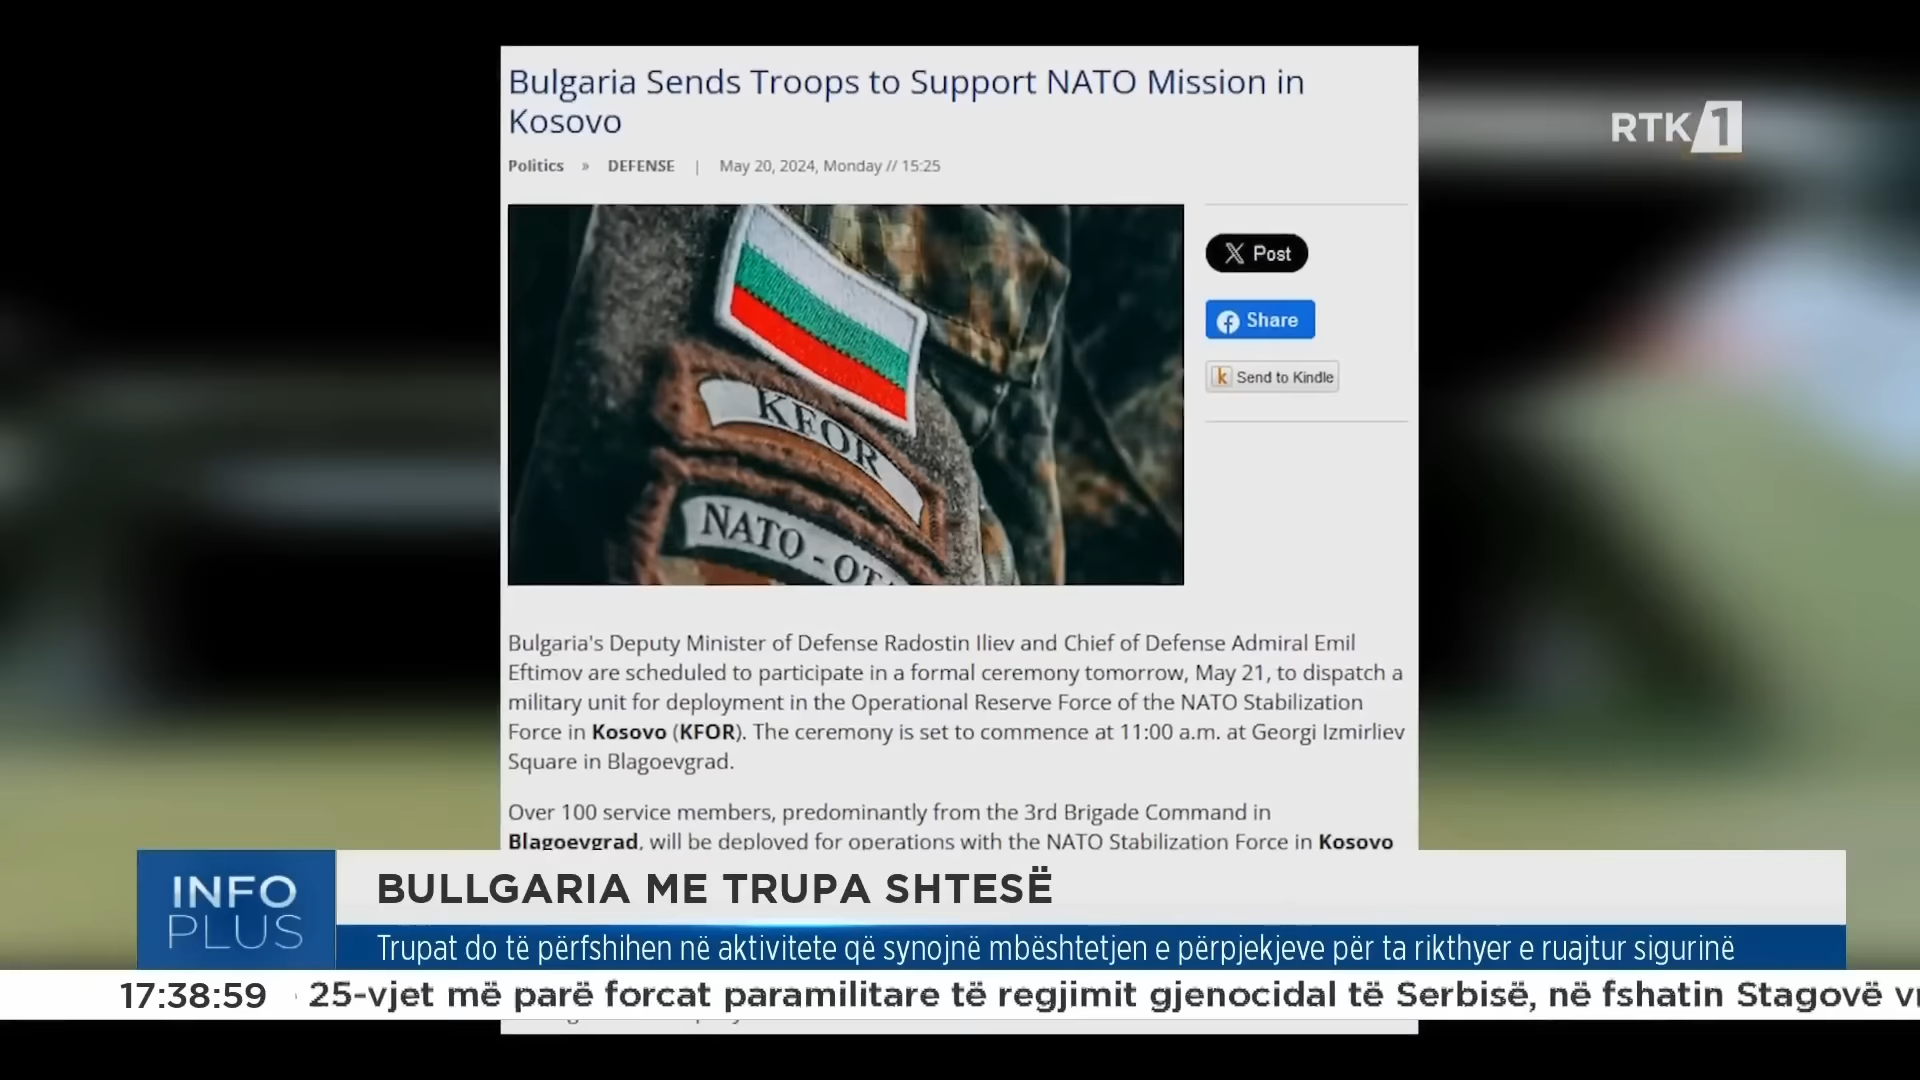 Bulgaria Sends Troops to Support NATO Mission in
Kosovo
Politics » DEFENSE | May 20, 2024, Monday // 15:25
RTK 1
KFOR
NATO - OT
Post
Share
k Send to Kindle
Bulgaria's Deputy Minister of Defense Radostin Iliev and Chief of Defense Admiral Emil
Eftimov are scheduled to participate in a formal ceremony tomorrow, May 21, to dispatch a
military unit for deployment in the Operational Reserve Force of the NATO Stabilization
Force in Kosovo (KFOR). The ceremony is set to commence at 11:00 a.m. at Georgi Izmirliev
Square in Blagoevgrad.
Over 100 service members, predominantly from the 3rd Brigade Command in
Blagoevgrad, will be deployed for operations with the NATO Stabilization Force in Kosovo
INFO
PLUS
BULLGARIA ME TRUPA SHTESË
Trupat do të përfshihen në aktivitete që synojnë mbështetjen e përpjekjeve për ta rikthyer e ruajtur sigurinë
17:38:59 25-vjet më parë forcat paramilitare të regjimit gjenocidal të Serbisë, në fshatin Stagovë